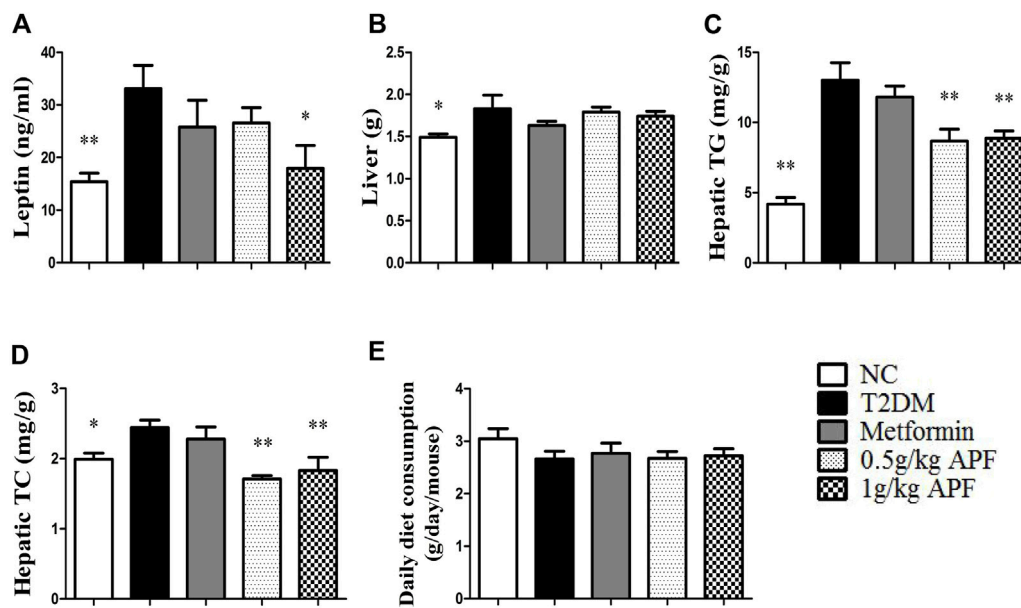 A
Leptin (ng/ml)
40
30
20
10
0
**
*
B
Liver (g)
2.5
2.0
1.5
1.0
0.5
0.0
*
C
Hepatic TG (mg/g)
15
10
5
0
**
**
**
D
Hepatic TC (mg/g)
3
2
1
0
*
**
**
E
Daily diet consumption
(g/day/mouse)
4
3
2
1
0
NC
T2DM
Metformin
0.5g/kg APF
1g/kg APF